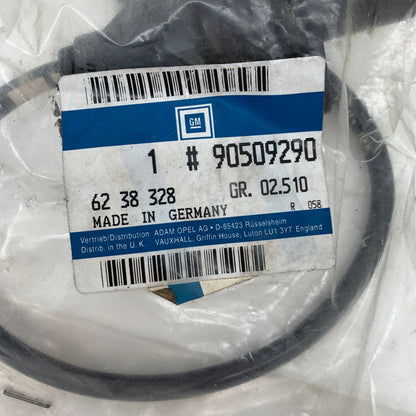 GM
1 # 90509290
62 38 328 GR. 02.510
MADE IN GERMANY R 058
Vertrieb/Distribution ADAM OPEL AG • D-65423 Rüsselsheim
Distrib. in the U.K. VAUXHALL, Griffin House, Luton LU1 3YT England